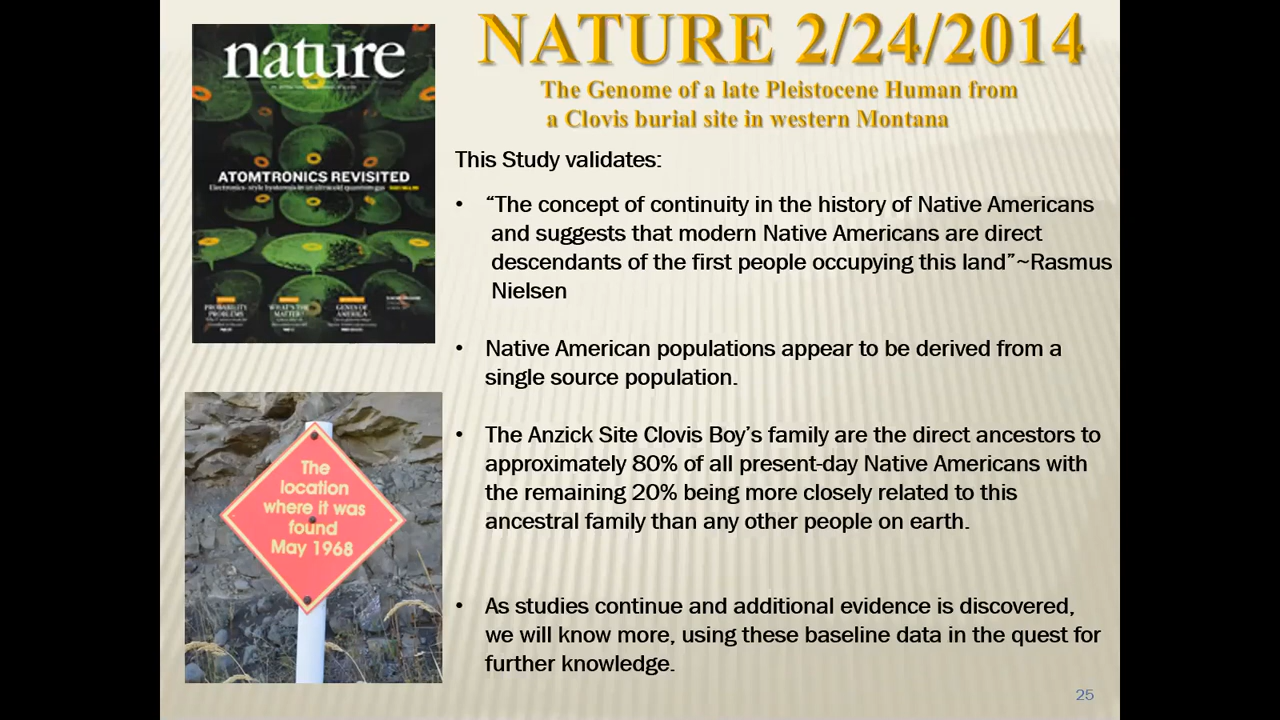 nature
ATOMTRONICS REVISITED
NATURE 2/24/2014
The Genome of a late Pleistocene Human from
a Clovis burial site in western Montana
This Study validates:
• “The concept of continuity in the history of Native Americans
and suggests that modern Native Americans are direct
descendants of the first people occupying this land”~Rasmus
Nielsen
• Native American populations appear to be derived from a
single source population.
• The Anzick Site Clovis Boy’s family are the direct ancestors to
approximately 80% of all present-day Native Americans with
the remaining 20% being more closely related to this
ancestral family than any other people on earth.
• As studies continue and additional evidence is discovered,
we will know more, using these baseline data in the quest for
further knowledge.
The
location
where it was
found
May 1968
25